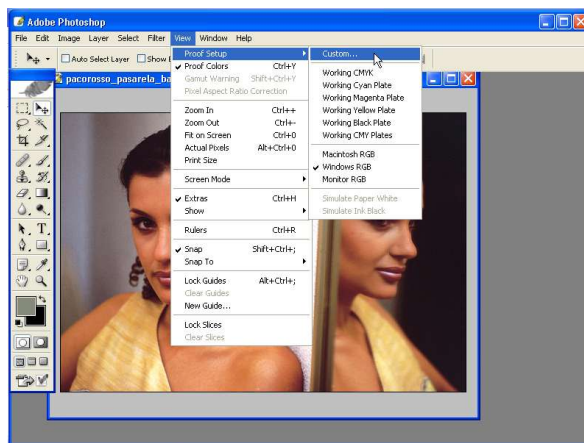 Adobe Photoshop
File Edit Image Layer Select Filter View Window Help
Auto Select Layer Show
pacorosso_pasarela_ba
Proof Setup
Proof Colors Ctrl+Y
Gamut Warning Shift+Ctrl+Y
Pixel Aspect Ratio Correction
Zoom In Ctrl++
Zoom Out Ctrl+-
Fit on Screen Ctrl+0
Actual Pixels Alt+Ctrl+0
Print Size
Screen Mode
Extras Ctrl+H
Show
Rulers Ctrl+R
Snap Shift+Ctrl+;
Snap To
Lock Guides Alt+Ctrl+;
Clear Guides
New Guide...
Lock Slices
Clear Slices
Custom...
Working CMYK
Working Cyan Plate
Working Magenta Plate
Working Yellow Plate
Working Black Plate
Working CMY Plates
Macintosh RGB
Windows RGB
Monitor RGB
Simulate Paper White
Simulate Ink Black